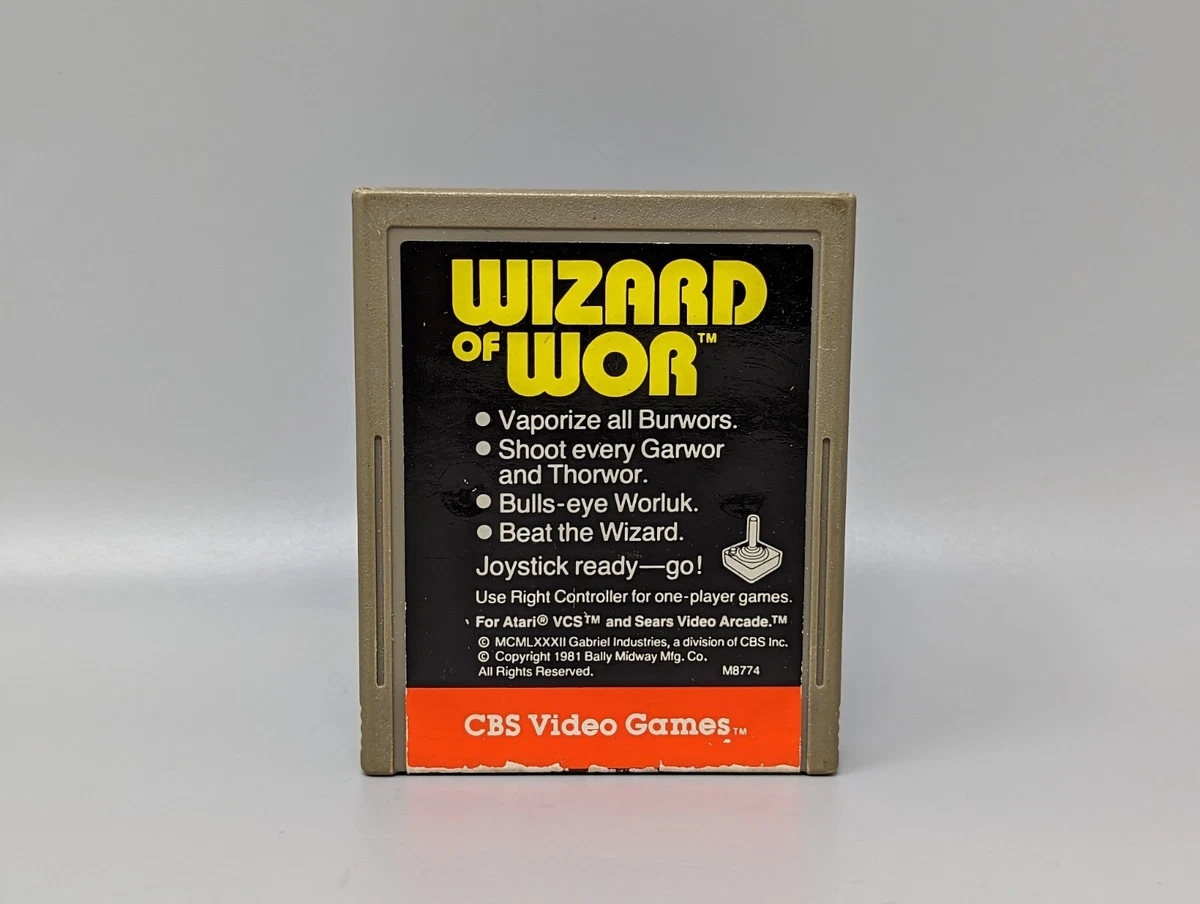 WIZARD
OF WOR™
• Vaporize all Burwors.
• Shoot every Garwor
and Thorwor.
• Bulls-eye Worluk.
• Beat the Wizard.
Joystick ready—go!
Use Right Controller for one-player games.
For Atari® VCS™ and Sears Video Arcade.™
© MCMLXXXII Gabriel Industries, a division of CBS Inc.
© Copyright 1981 Bally Midway Mfg. Co.
All Rights Reserved. M8774
CBS Video Games™